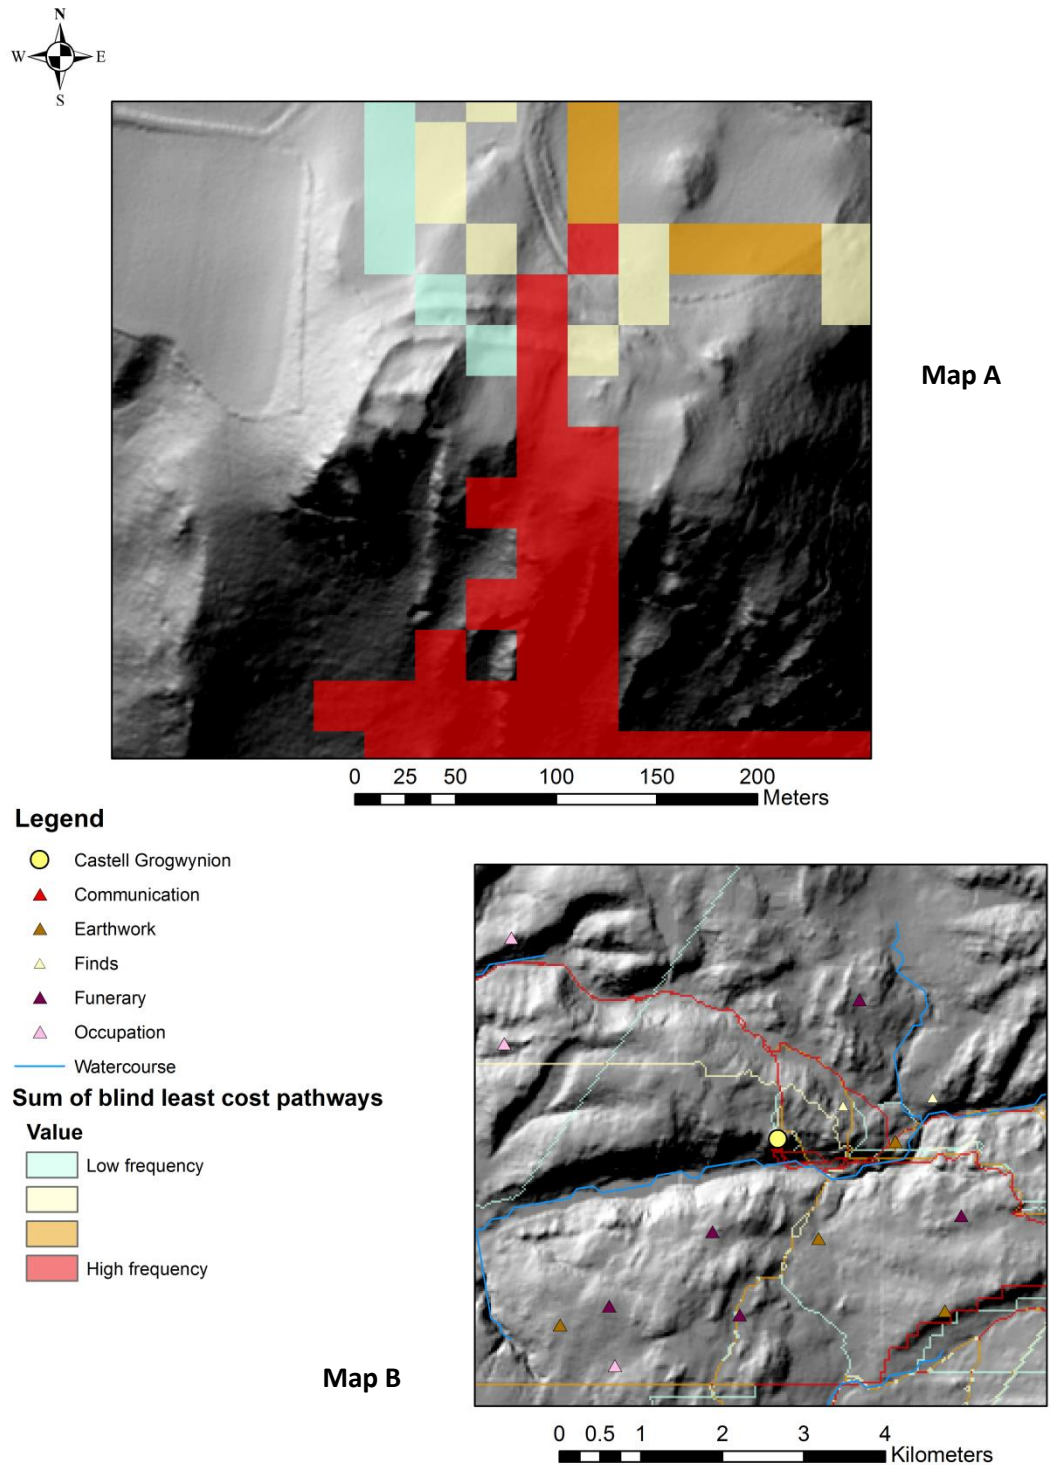 N
W E
S
Map A
0 25 50 100 150 200
Meters
Legend
Castell Grogwynion
Communication
Earthwork
Finds
Funerary
Occupation
Watercourse
Sum of blind least cost pathways
Value
Low frequency
High frequency
Map B
0 0.5 1 2 3 4
Kilometers